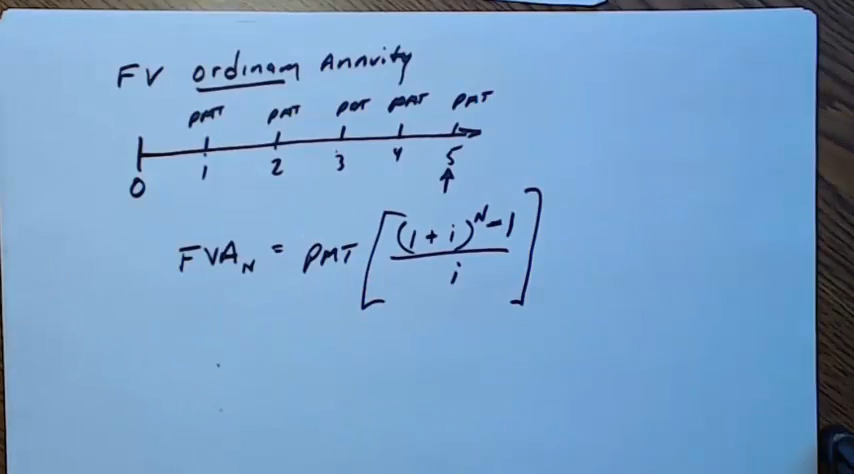 FV ordinary Annuity
PMT PMT PMT PMT PMT
0 1 2 3 4 5
FVA_N = PMT [ ((1 + i)^N - 1) / i ]